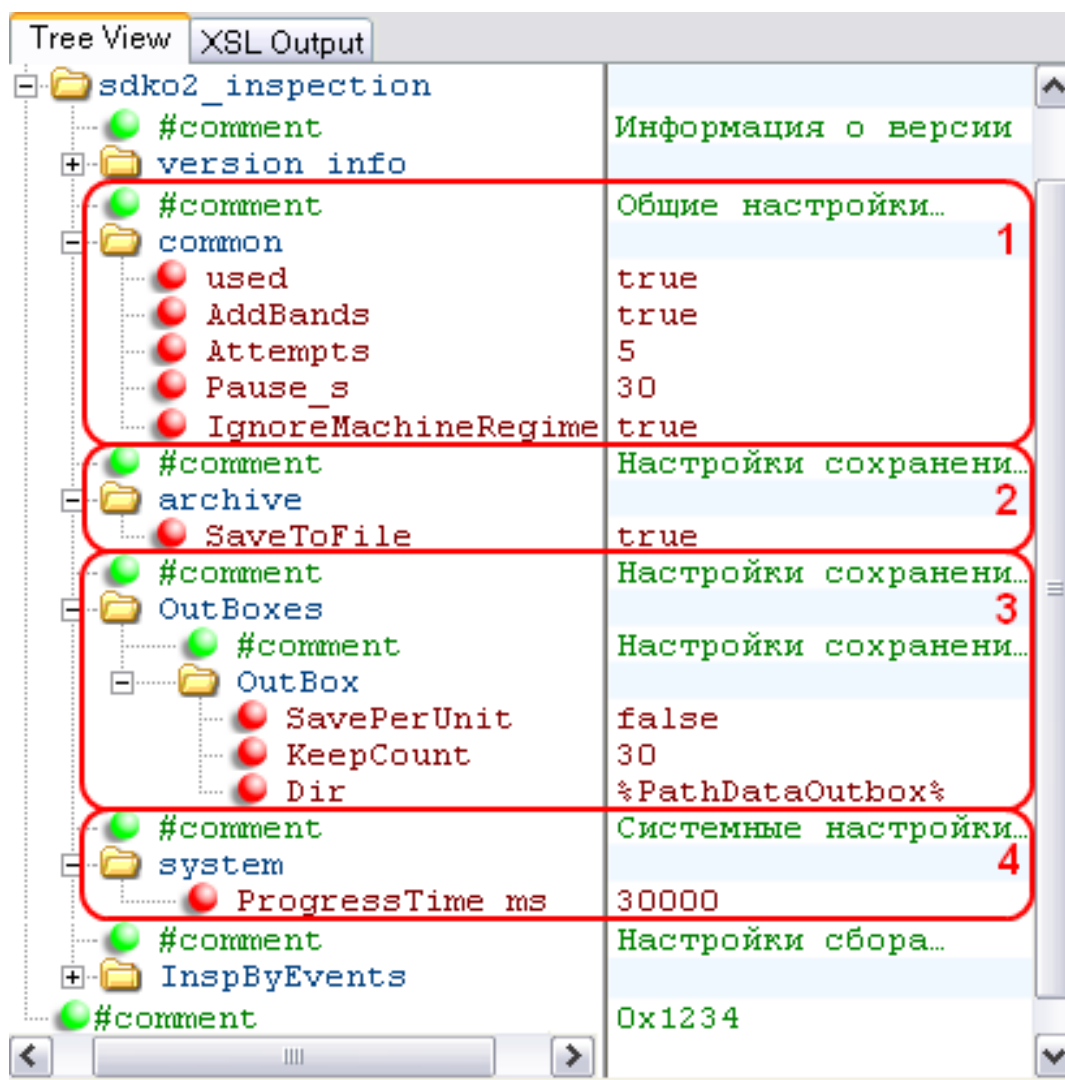 Tree View XSL Output
sdko2_inspection
#comment Информация о версии
version info
#comment Общие настройки…
common 1
used true
AddBands true
Attempts 5
Pause_s 30
IgnoreMachineRegime true
#comment Настройки сохранени…
archive 2
SaveToFile true
#comment Настройки сохранени…
OutBoxes 3
#comment Настройки сохранени…
OutBox
SavePerUnit false
KeepCount 30
Dir %PathDataOutbox%
#comment Системные настройки…
system 4
ProgressTime ms 30000
#comment Настройки сбора…
InspByEvents
#comment 0x1234